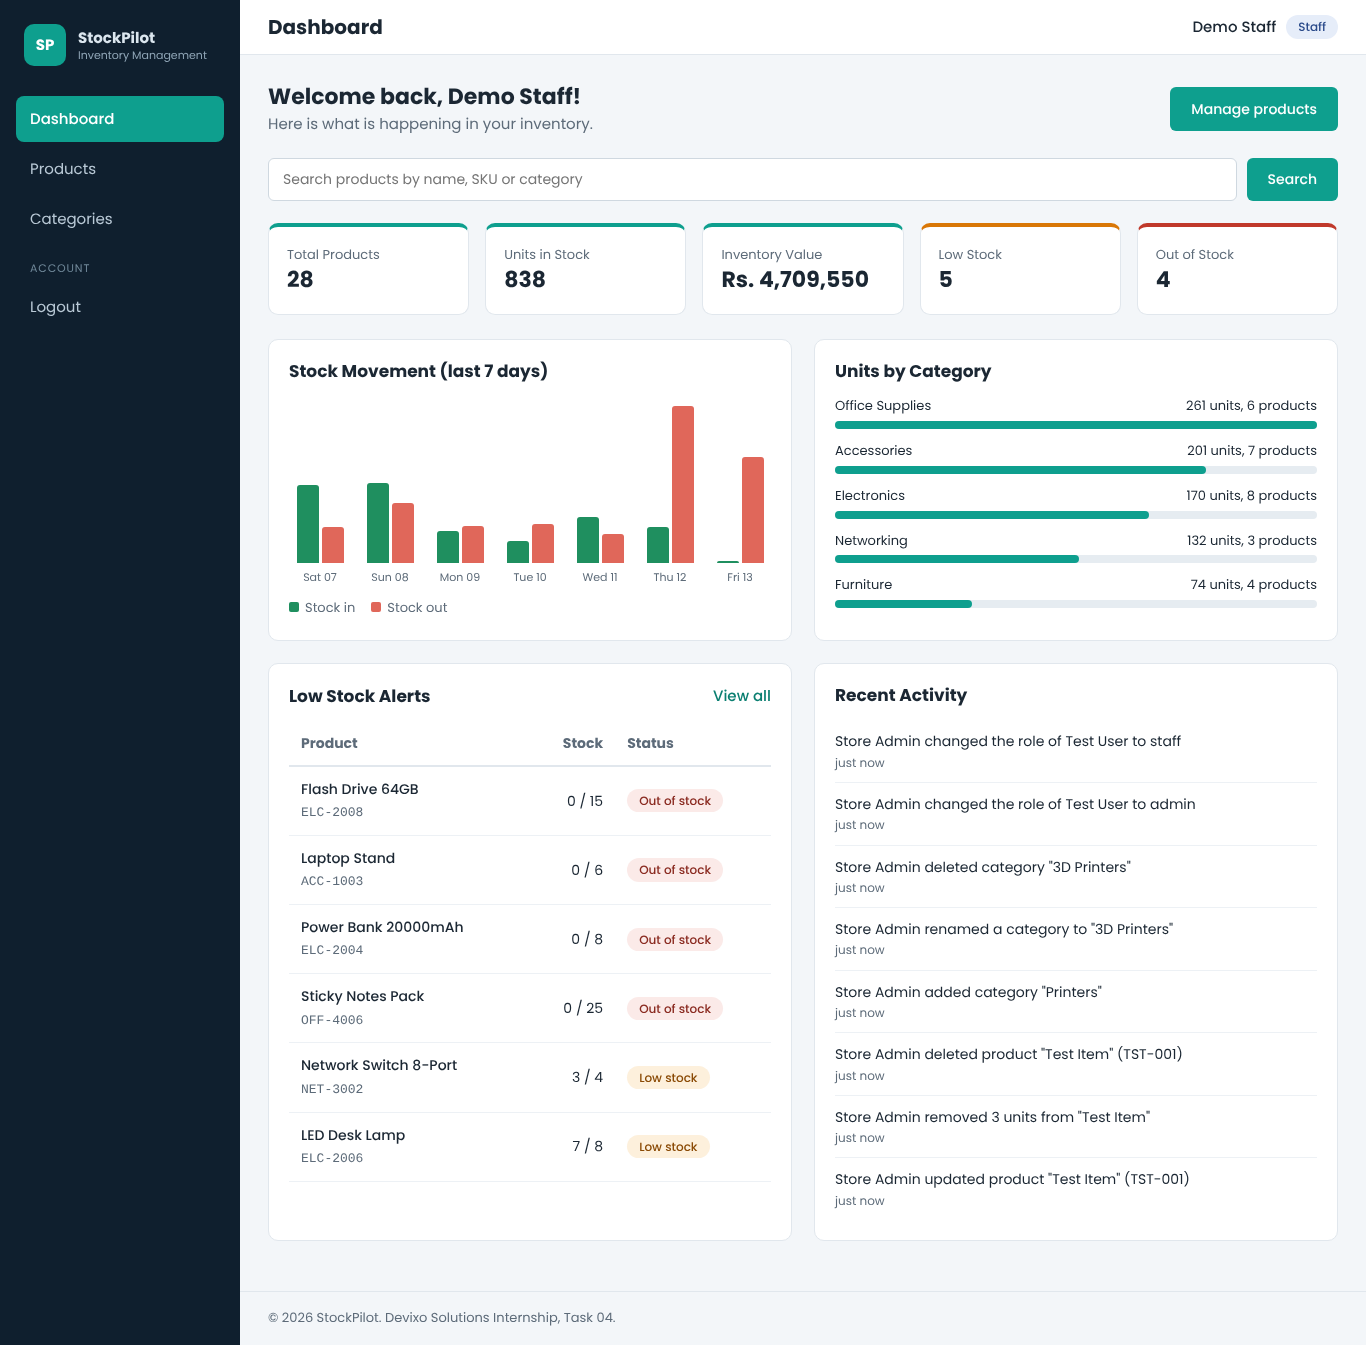 SP
StockPilot
Inventory Management
Dashboard
Products
Categories
ACCOUNT
Logout
Dashboard
Demo Staff
Staff
Welcome back, Demo Staff!
Here is what is happening in your inventory.
Manage products
Search products by name, SKU or category
Search
Total Products
28
Units in Stock
838
Inventory Value
Rs. 4,709,550
Low Stock
5
Out of Stock
4
Stock Movement (last 7 days)
Sat 07
Sun 08
Mon 09
Tue 10
Wed 11
Thu 12
Fri 13
Stock in
Stock out
Units by Category
Office Supplies
261 units, 6 products
Accessories
201 units, 7 products
Electronics
170 units, 8 products
Networking
132 units, 3 products
Furniture
74 units, 4 products
Low Stock Alerts
View all
Product Stock Status
Flash Drive 64GB
ELC-2008
0 / 15
Out of stock
Laptop Stand
ACC-1003
0 / 6
Out of stock
Power Bank 20000mAh
ELC-2004
0 / 8
Out of stock
Sticky Notes Pack
OFF-4006
0 / 25
Out of stock
Network Switch 8-Port
NET-3002
3 / 4
Low stock
LED Desk Lamp
ELC-2006
7 / 8
Low stock
Recent Activity
Store Admin changed the role of Test User to staff
just now
Store Admin changed the role of Test User to admin
just now
Store Admin deleted category "3D Printers"
just now
Store Admin renamed a category to "3D Printers"
just now
Store Admin added category "Printers"
just now
Store Admin deleted product "Test Item" (TST-001)
just now
Store Admin removed 3 units from "Test Item"
just now
Store Admin updated product "Test Item" (TST-001)
just now
© 2026 StockPilot. Devixo Solutions Internship, Task 04.